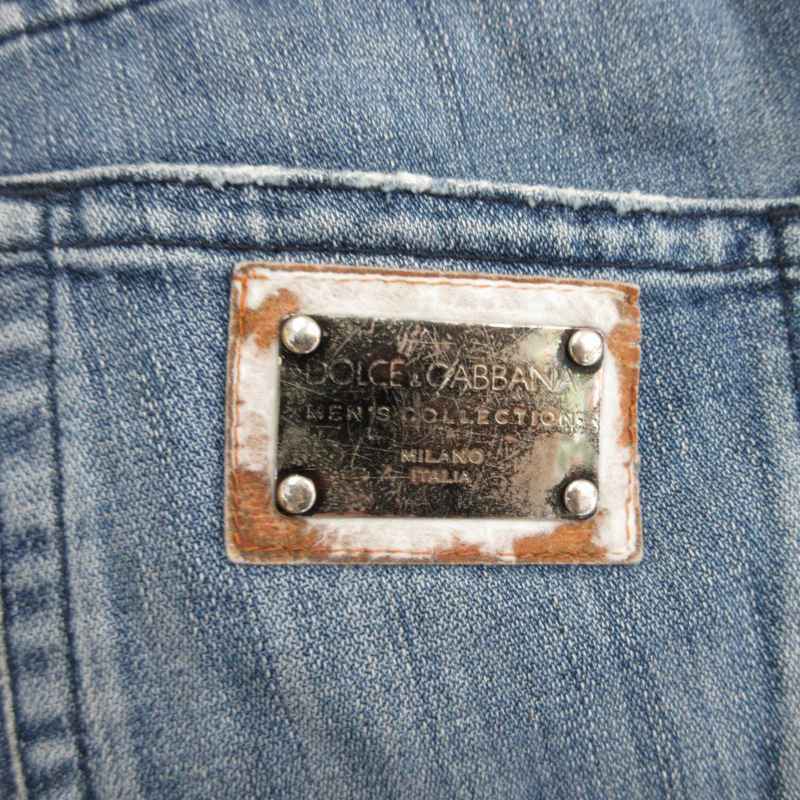 DOLCE & GABBANA
MEN'S COLLECTIONS
MILANO
ITALIA